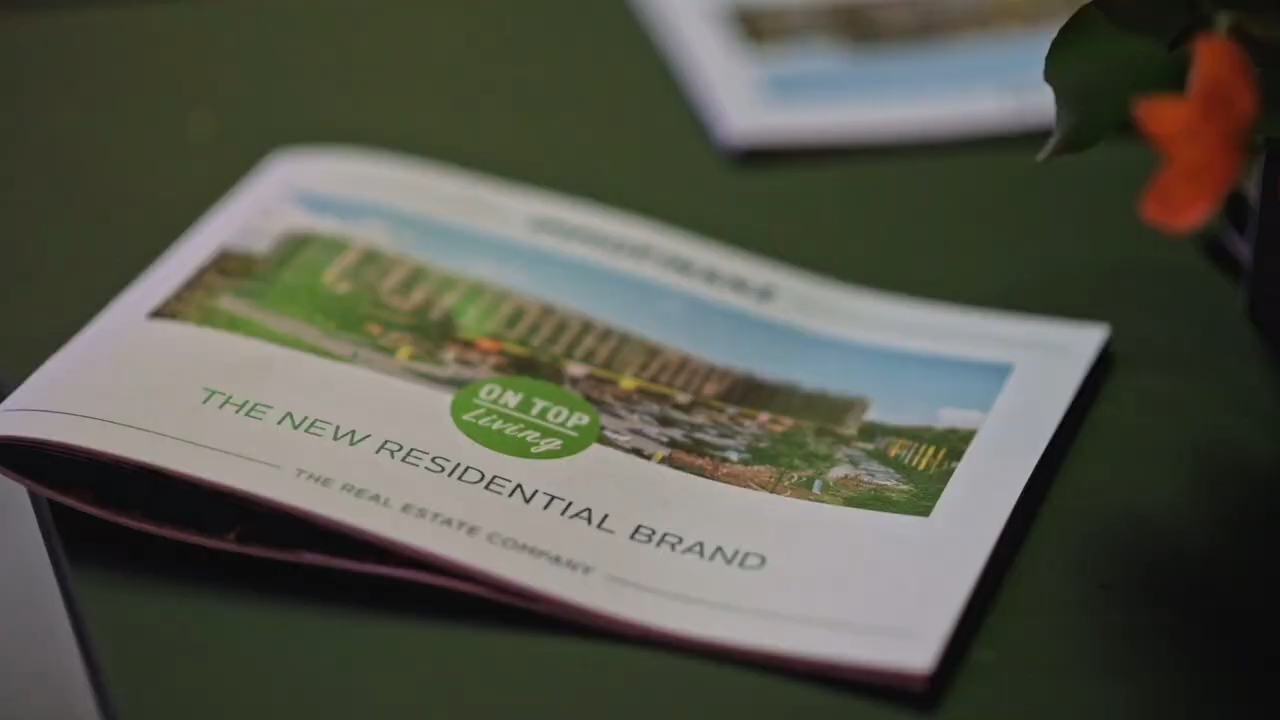 ON TOP
Living
THE NEW RESIDENTIAL BRAND
THE REAL ESTATE COMPANY